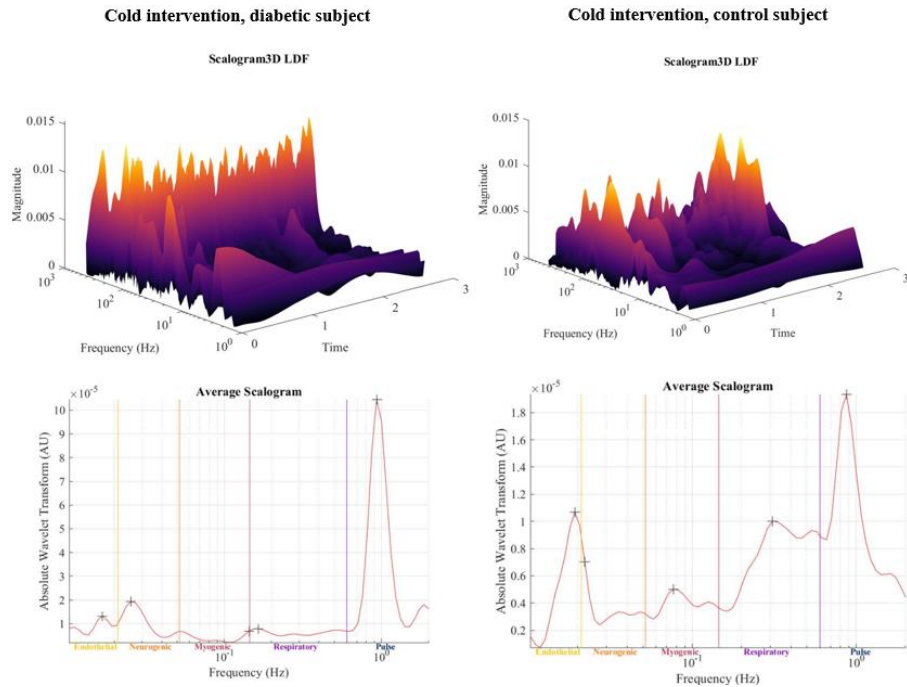 Cold intervention, diabetic subject
Scalogram3D LDF
0.015
0.01
0.005
0
Magnitude
10³
10²
10¹
10⁰
Frequency (Hz)
0
1
2
3
Time
Average Scalogram
×10⁻⁵
10
9
8
7
6
5
4
3
2
1
Absolute Wavelet Transform (AU)
Endothelial
Neurogenic
Myogenic
Respiratory
Pulse
10⁻¹
10⁰
Frequency (Hz)
Cold intervention, control subject
Scalogram3D LDF
0.015
0.01
0.005
0
Magnitude
10³
10²
10¹
10⁰
Frequency (Hz)
0
1
2
3
Time
Average Scalogram
×10⁻⁵
1.8
1.6
1.4
1.2
1
0.8
0.6
0.4
0.2
Absolute Wavelet Transform (AU)
Endothelial
Neurogenic
Myogenic
Respiratory
Pulse
10⁻¹
10⁰
Frequency (Hz)